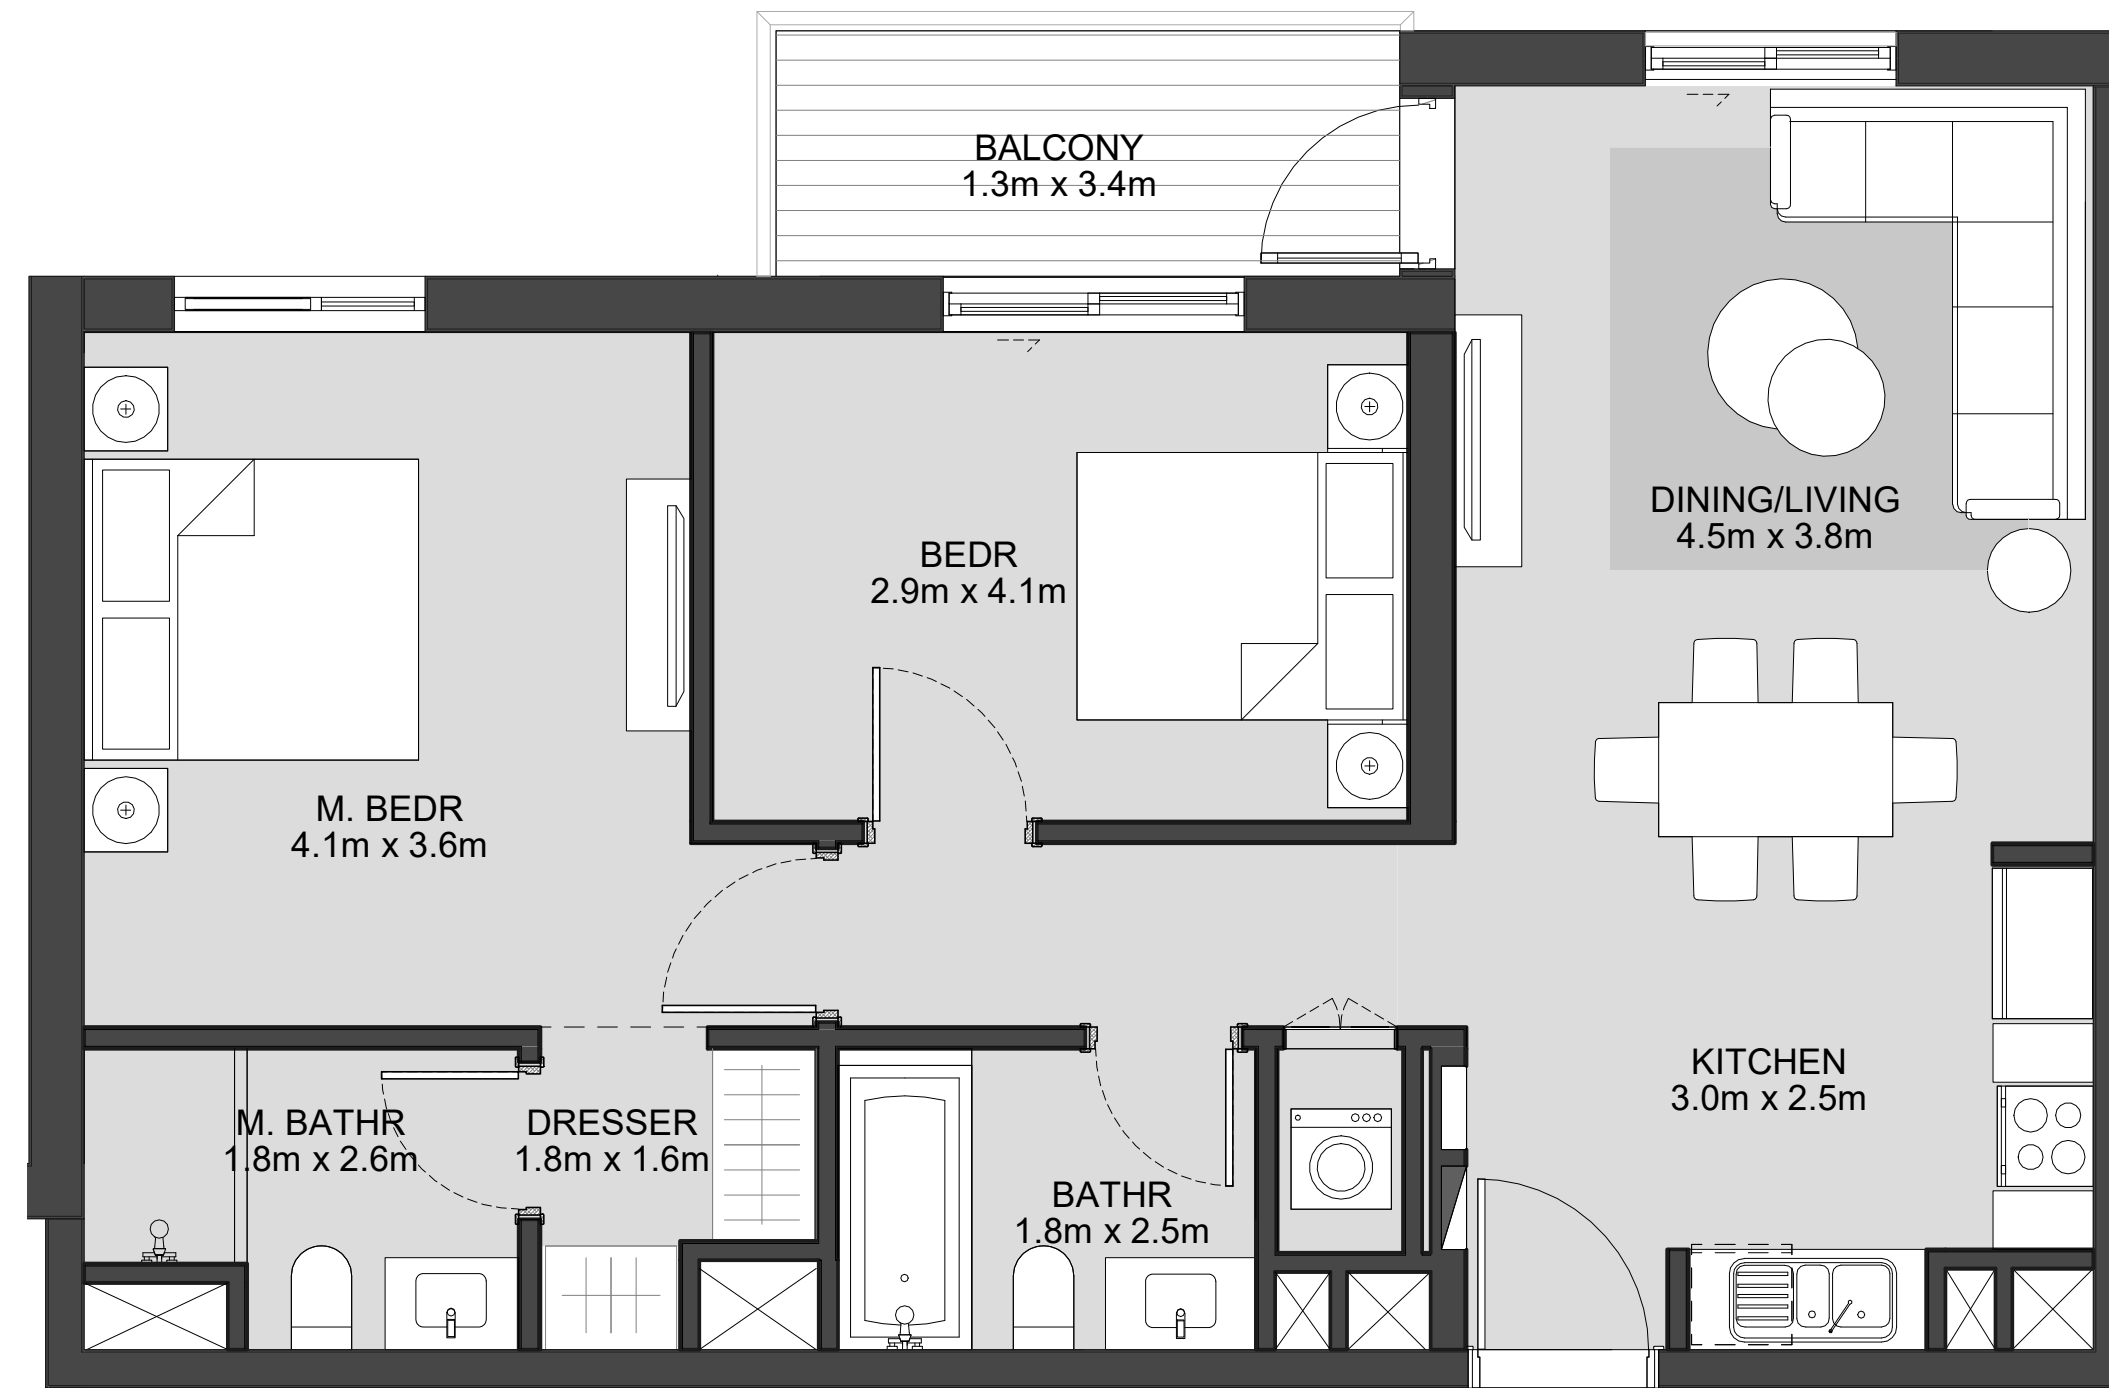 BALCONY
1.3m x 3.4m
DINING/LIVING
4.5m x 3.8m
BEDR
2.9m x 4.1m
M. BEDR
4.1m x 3.6m
KITCHEN
3.0m x 2.5m
M. BATHR
1.8m x 2.6m
DRESSER
1.8m x 1.6m
BATHR
1.8m x 2.5m